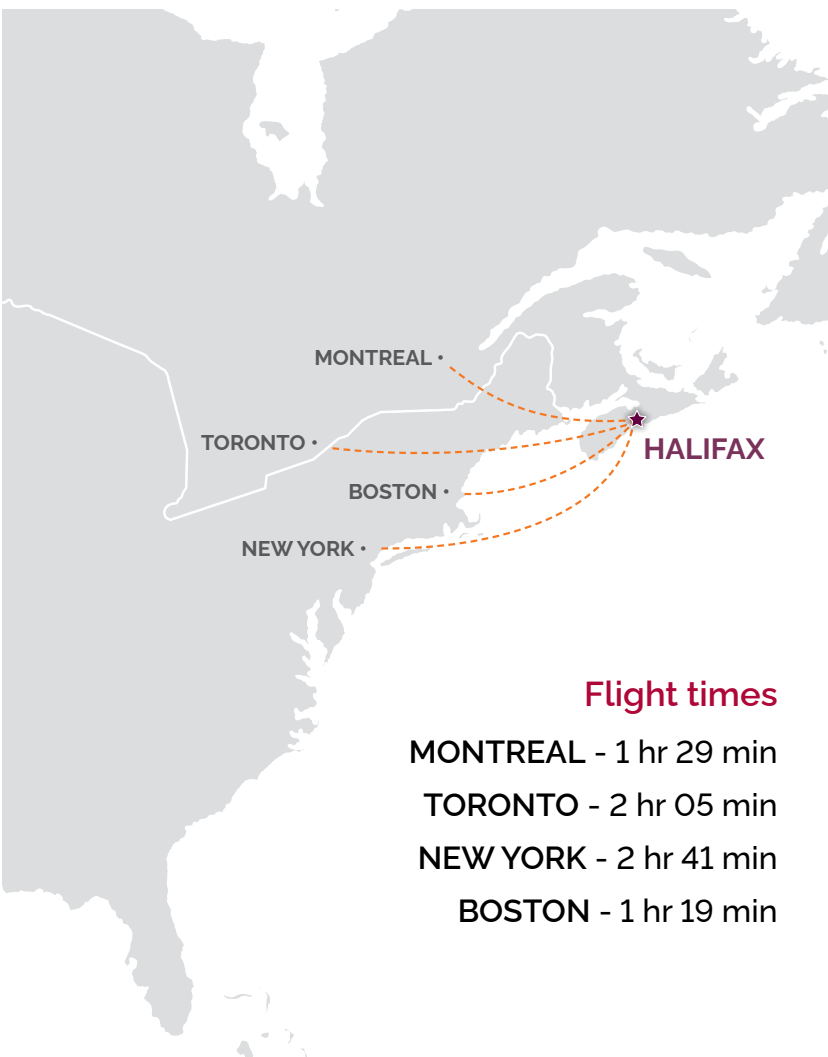 MONTREAL •
TORONTO •
HALIFAX
BOSTON •
NEW YORK •
Flight times
MONTREAL - 1 hr 29 min
TORONTO - 2 hr 05 min
NEW YORK - 2 hr 41 min
BOSTON - 1 hr 19 min